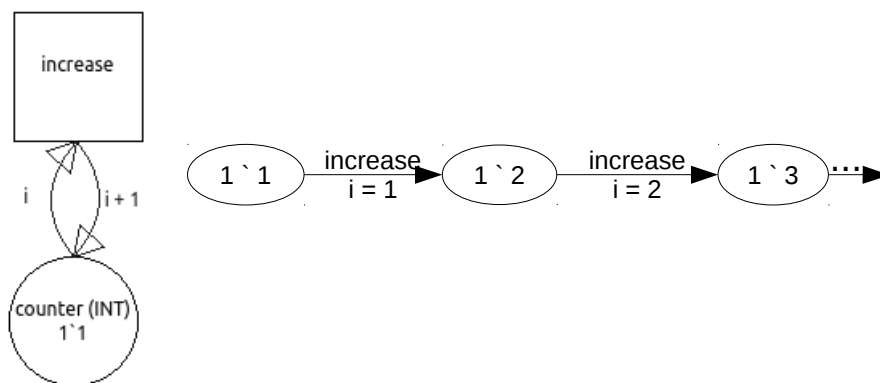 increase
i
i + 1
counter (INT)
1`1
1 ` 1
increase
i = 1
1 ` 2
increase
i = 2
1 ` 3
...